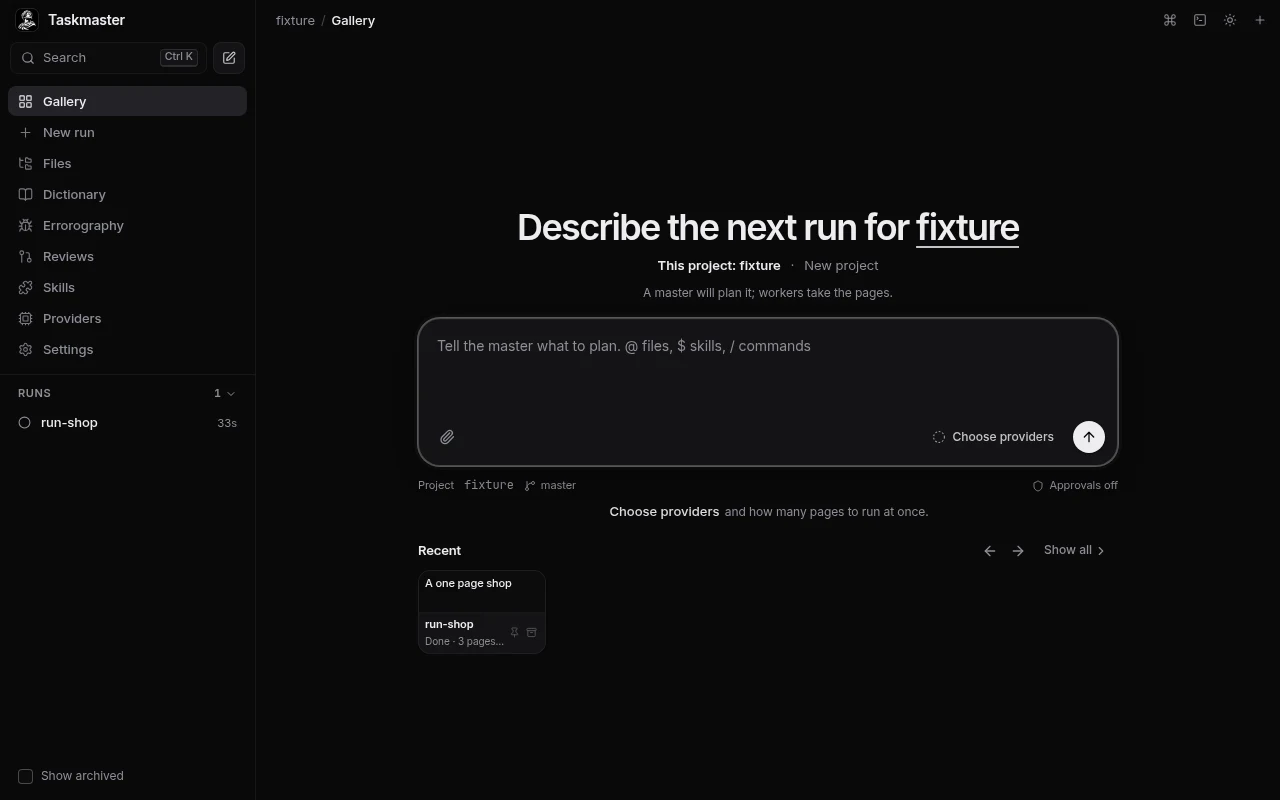 Taskmaster
fixture / Gallery
Search Ctrl K
Gallery
New run
Files
Dictionary
Errorography
Reviews
Skills
Providers
Settings
RUNS 1
run-shop 33s
Show archived
Describe the next run for fixture
This project: fixture · New project
A master will plan it; workers take the pages.
Tell the master what to plan. @ files, $ skills, / commands
Choose providers
Project fixture master Approvals off
Choose providers and how many pages to run at once.
Recent Show all
A one page shop
run-shop
Done · 3 pages...